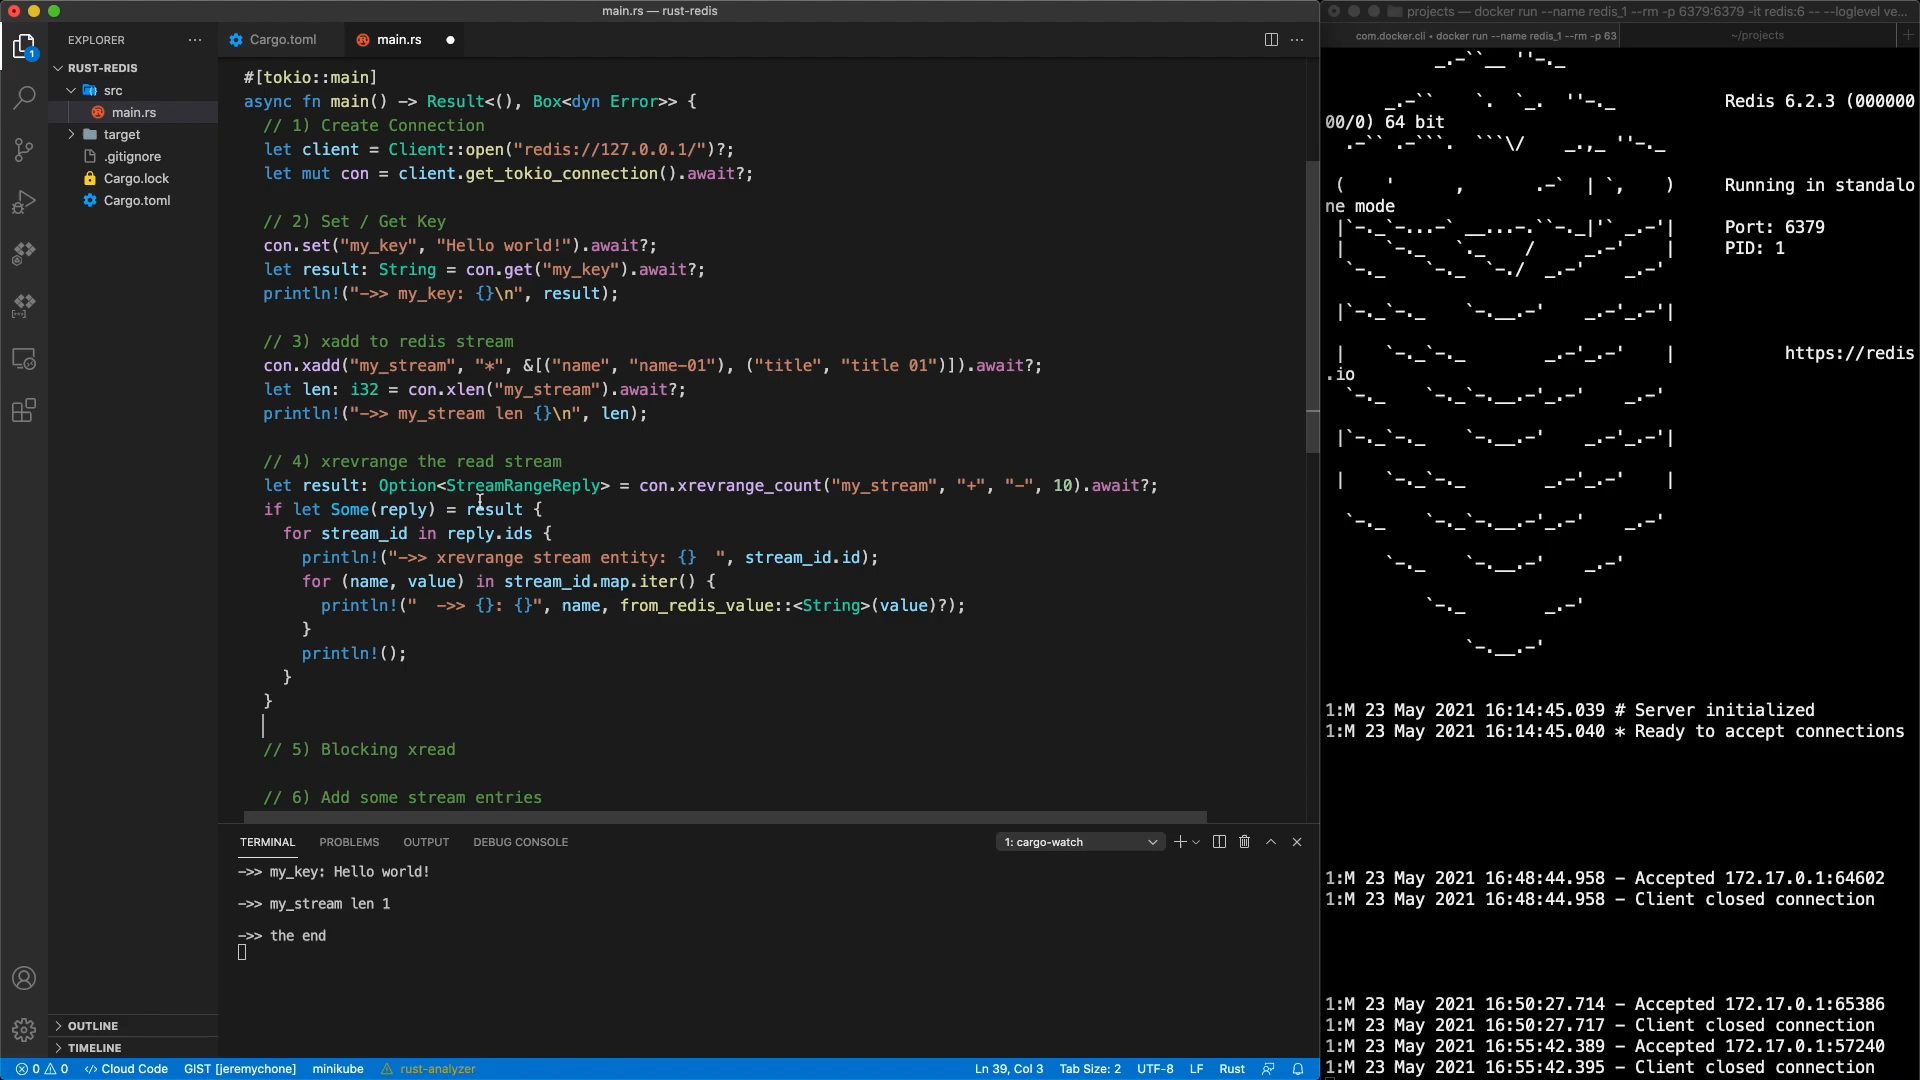 main.rs — rust-redis
EXPLORER
RUST-REDIS
src
main.rs
target
.gitignore
Cargo.lock
Cargo.toml
OUTLINE
TIMELINE
Cargo.toml
main.rs
#[tokio::main]
async fn main() -> Result<(), Box<dyn Error>> {
// 1) Create Connection
let client = Client::open("redis://127.0.0.1/")?;
let mut con = client.get_tokio_connection().await?;
// 2) Set / Get Key
con.set("my_key", "Hello world!").await?;
let result: String = con.get("my_key").await?;
println!("->> my_key: {}\n", result);
// 3) xadd to redis stream
con.xadd("my_stream", "*", &[("name", "name-01"), ("title", "title 01")]).await?;
let len: i32 = con.xlen("my_stream").await?;
println!("->> my_stream len {}\n", len);
// 4) xrevrange the read stream
let result: Option<StreamRangeReply> = con.xrevrange_count("my_stream", "+", "-", 10).await?;
if let Some(reply) = result {
for stream_id in reply.ids {
println!("->> xrevrange stream entity: {}  ", stream_id.id);
for (name, value) in stream_id.map.iter() {
println!("  ->> {}: {}", name, from_redis_value::<String>(value)?);
}
println!();
}
}
// 5) Blocking xread
// 6) Add some stream entries
TERMINAL PROBLEMS OUTPUT DEBUG CONSOLE
1: cargo-watch
->> my_key: Hello world!
->> my_stream len 1
->> the end
0 0 Cloud Code GIST [jeremychone] minikube rust-analyzer
Ln 39, Col 3 Tab Size: 2 UTF-8 LF Rust
projects — docker run --name redis_1 --rm -p 6379:6379 -it redis:6 -- --loglevel ve...
com.docker.cli • docker run --name redis_1 --rm -p 63
~/projects
Redis 6.2.3 (000000
00/0) 64 bit
Running in standalo
ne mode
Port: 6379
PID: 1
https://redis
.io
1:M 23 May 2021 16:14:45.039 # Server initialized
1:M 23 May 2021 16:14:45.040 * Ready to accept connections
1:M 23 May 2021 16:48:44.958 - Accepted 172.17.0.1:64602
1:M 23 May 2021 16:48:44.958 - Client closed connection
1:M 23 May 2021 16:50:27.714 - Accepted 172.17.0.1:65386
1:M 23 May 2021 16:50:27.717 - Client closed connection
1:M 23 May 2021 16:55:42.389 - Accepted 172.17.0.1:57240
1:M 23 May 2021 16:55:42.395 - Client closed connection